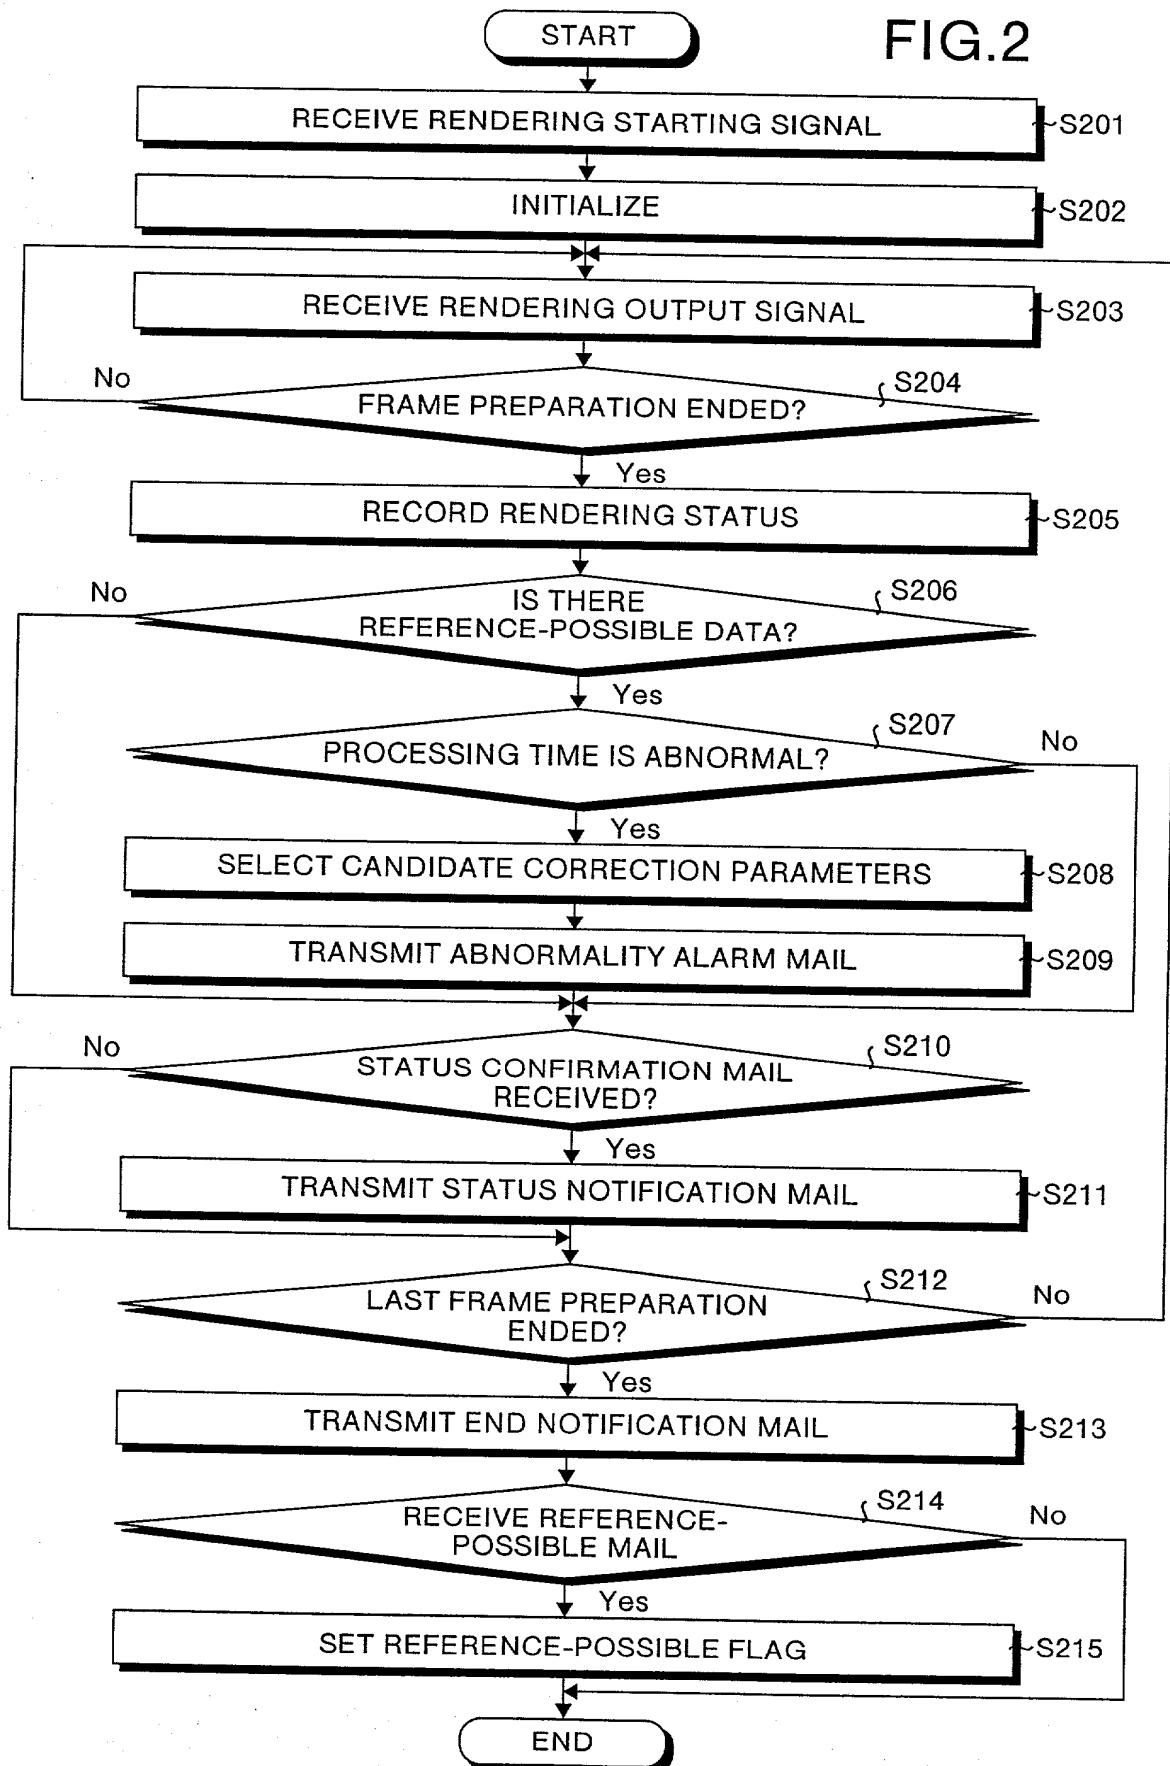 START
FIG.2
RECEIVE RENDERING STARTING SIGNAL
S201
INITIALIZE
S202
RECEIVE RENDERING OUTPUT SIGNAL
S203
No
S204
FRAME PREPARATION ENDED?
Yes
RECORD RENDERING STATUS
S205
No
S206
IS THERE
REFERENCE-POSSIBLE DATA?
Yes
S207
No
PROCESSING TIME IS ABNORMAL?
Yes
SELECT CANDIDATE CORRECTION PARAMETERS
S208
TRANSMIT ABNORMALITY ALARM MAIL
S209
No
S210
STATUS CONFIRMATION MAIL
RECEIVED?
Yes
TRANSMIT STATUS NOTIFICATION MAIL
S211
S212
No
LAST FRAME PREPARATION
ENDED?
Yes
TRANSMIT END NOTIFICATION MAIL
S213
S214
No
RECEIVE REFERENCE-
POSSIBLE MAIL
Yes
SET REFERENCE-POSSIBLE FLAG
S215
END